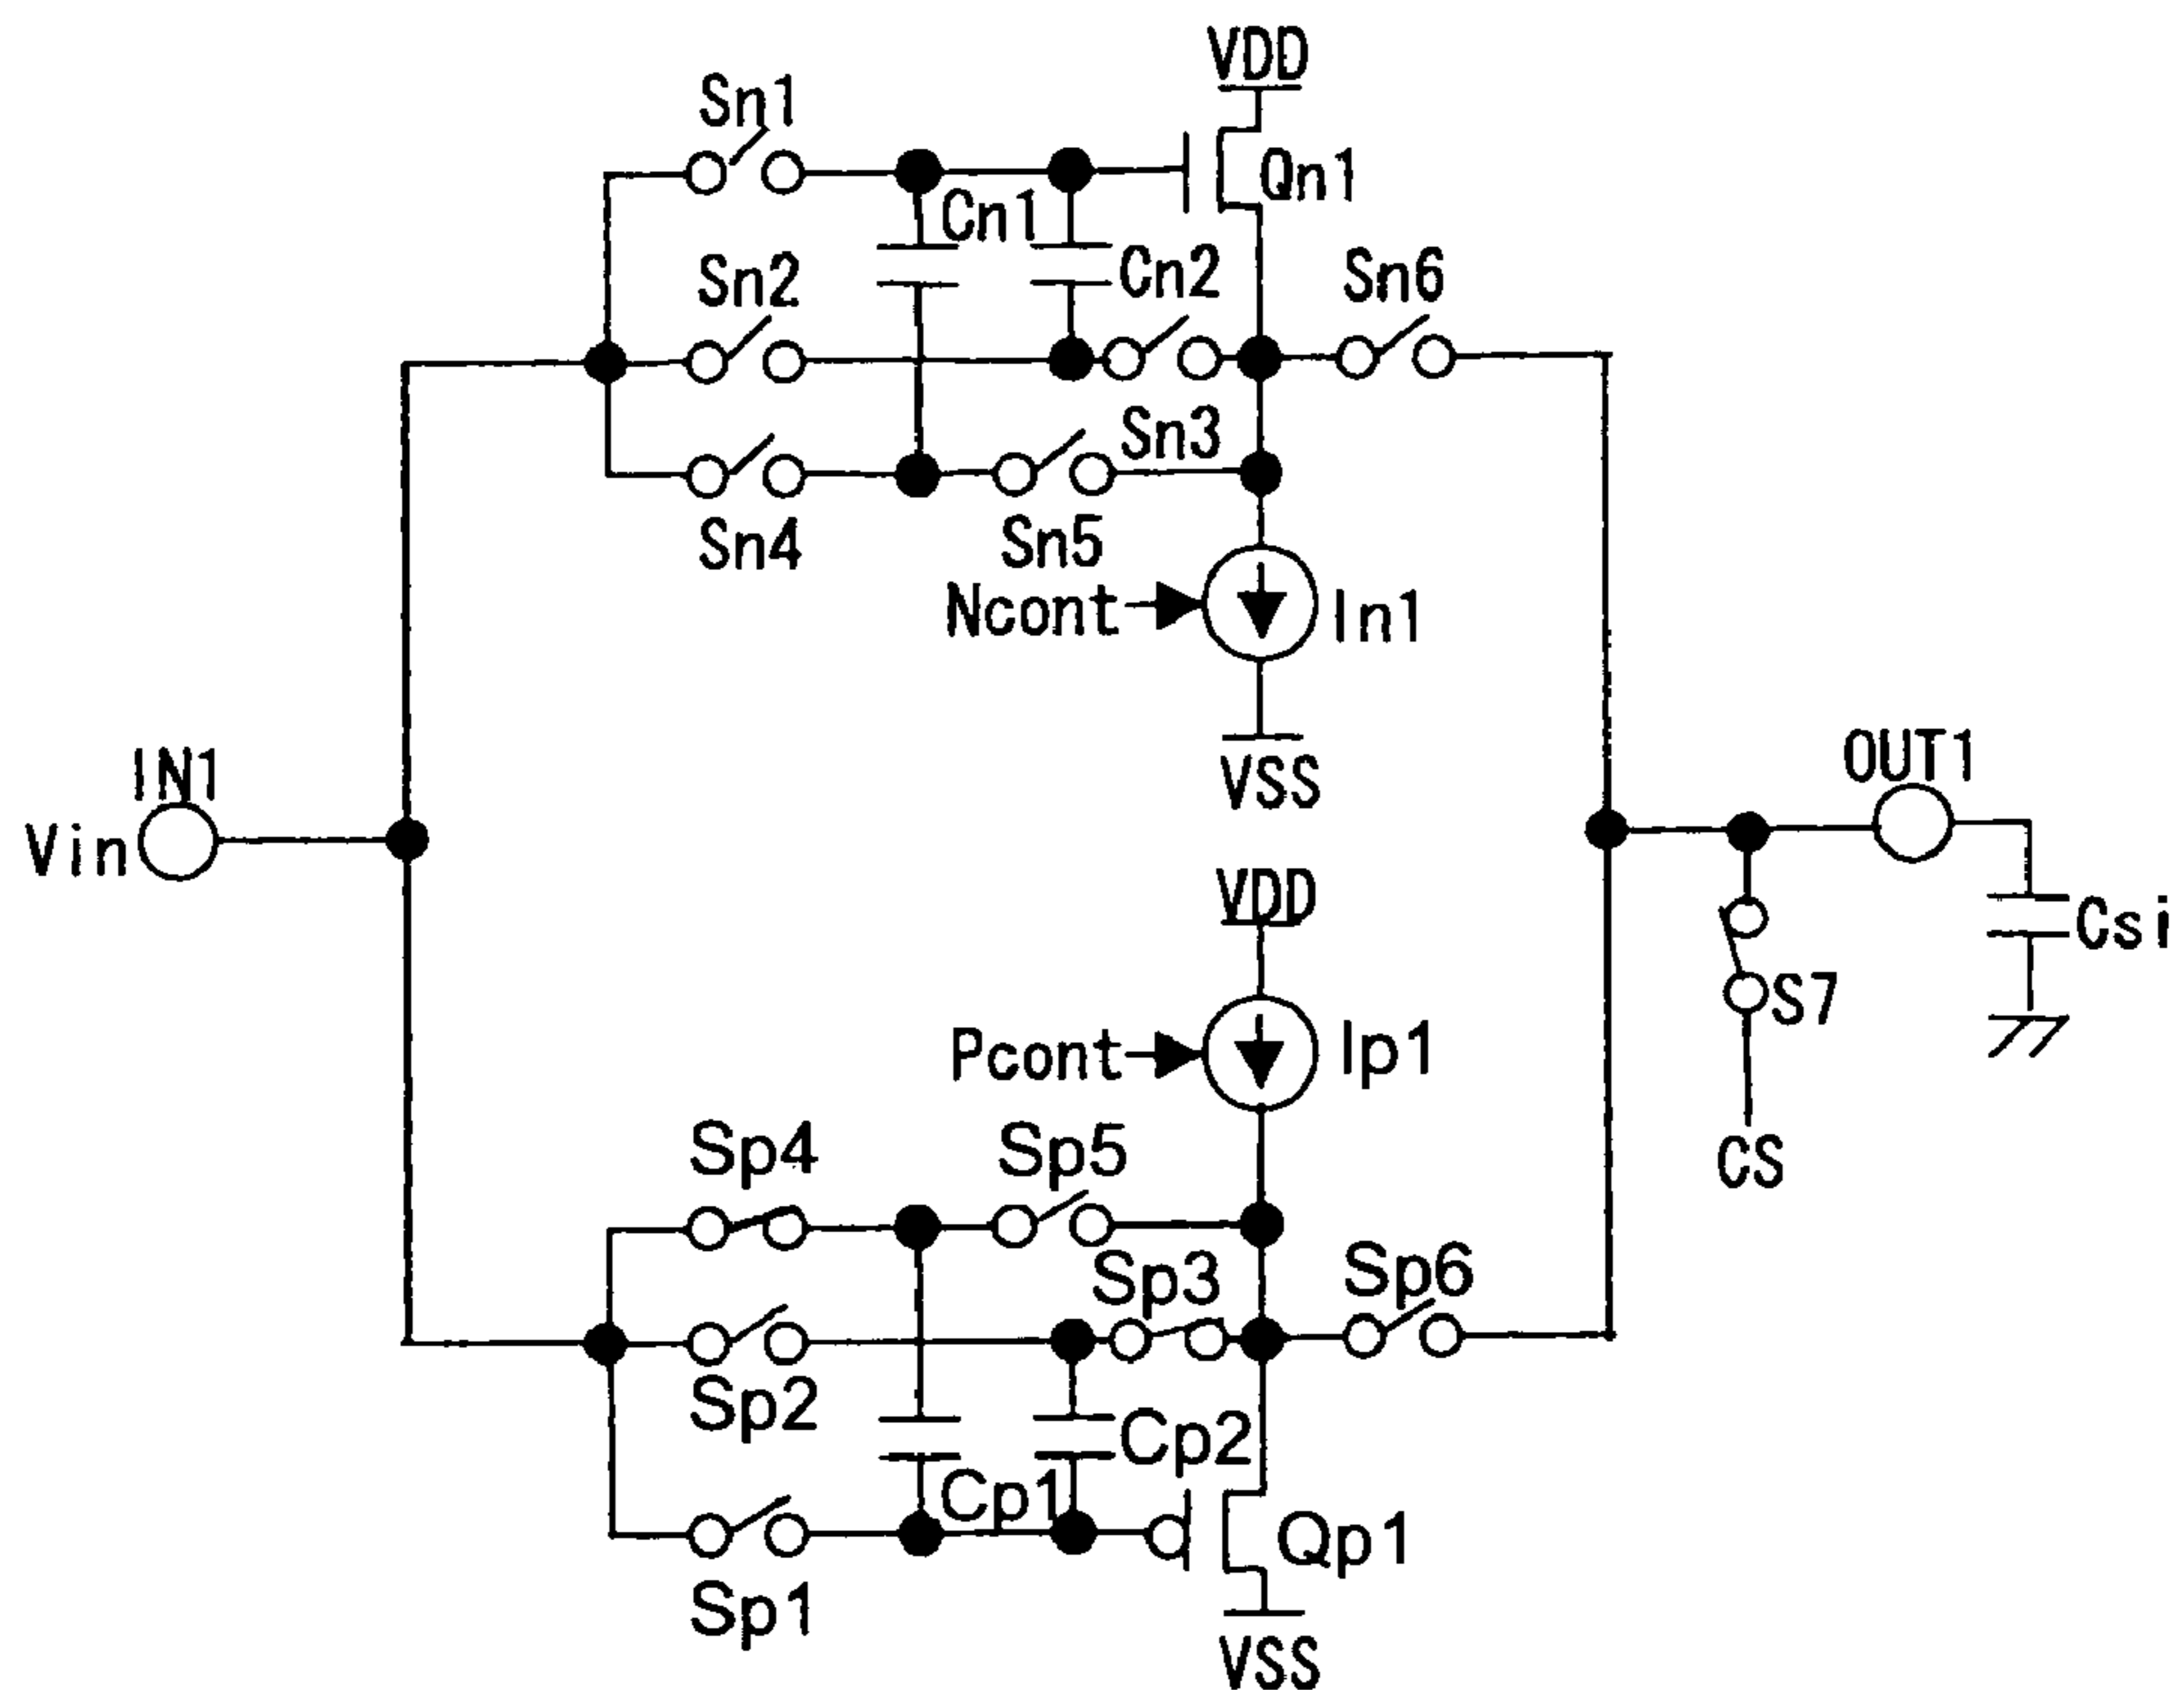 VDD
Sn1
Qn1
Cn1
Sn2
Cn2
Sn6
Sn3
Sn4
Sn5
Ncont
In1
VSS
IN1
OUT1
Vin
VDD
Csi
S7
Pcont
Ip1
CS
Sp4
Sp5
Sp3
Sp6
Sp2
Cp2
Cp1
Qp1
Sp1
VSS